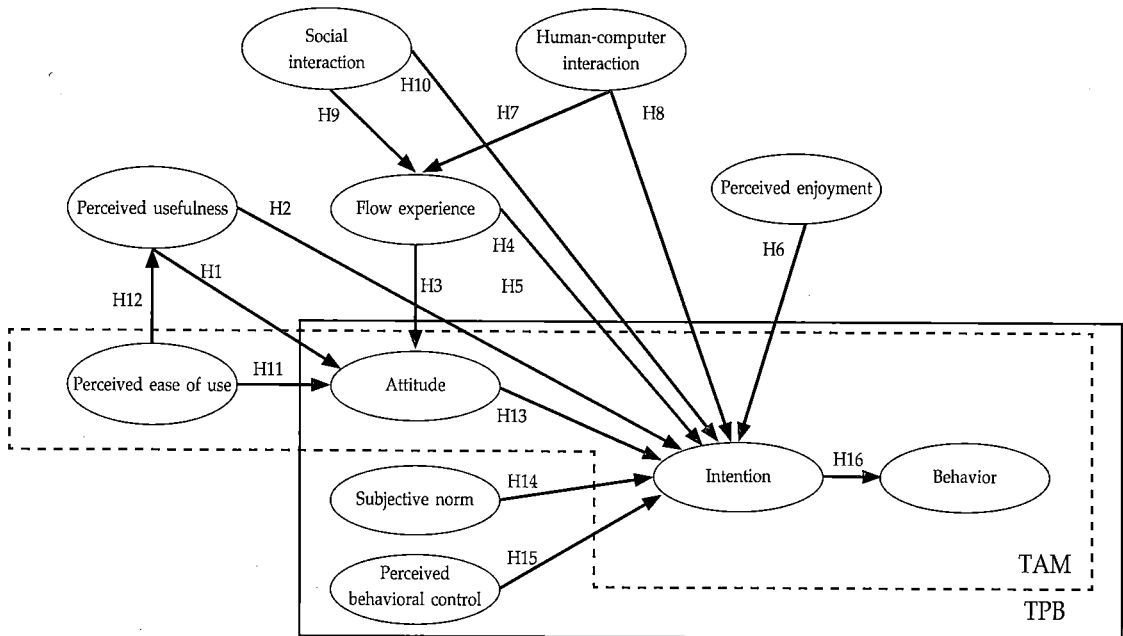 Social
interaction
Human-computer
interaction
H10
H9
H7
H8
Perceived usefulness
H2
Flow experience
Perceived enjoyment
H4
H6
H1
H3
H5
H12
Perceived ease of use
H11
Attitude
H13
Subjective norm
H14
Intention
H16
Behavior
H15
Perceived
behavioral control
TAM
TPB